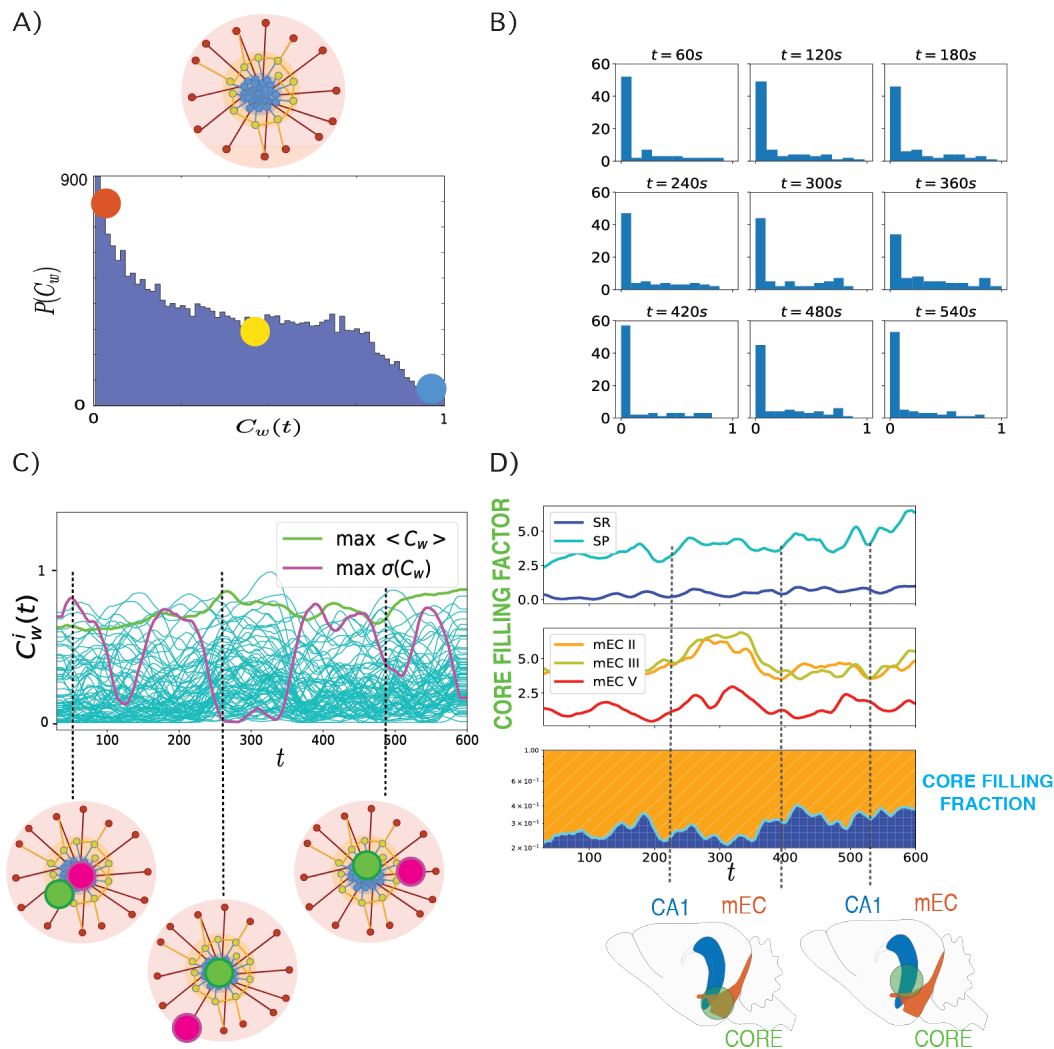 A)
900
P(C_w)
0
0
1
C_w(t)
B)
t = 60s
t = 120s
t = 180s
60
40
20
0
t = 240s
t = 300s
t = 360s
60
40
20
0
t = 420s
t = 480s
t = 540s
60
40
20
0
0
1
0
1
0
1
C)
max < C_w >
max σ(C_w)
1
C_w^i(t)
0
100
200
300
400
500
600
t
D)
CORE FILLING FACTOR
SR
SP
5.0
2.5
0.0
mEC II
mEC III
mEC V
5.0
2.5
1.00
6 × 10⁻¹
4 × 10⁻¹
3 × 10⁻¹
2 × 10⁻¹
CORE FILLING
FRACTION
100
200
300
400
500
600
t
CA1
mEC
CORE
CA1
mEC
CORE